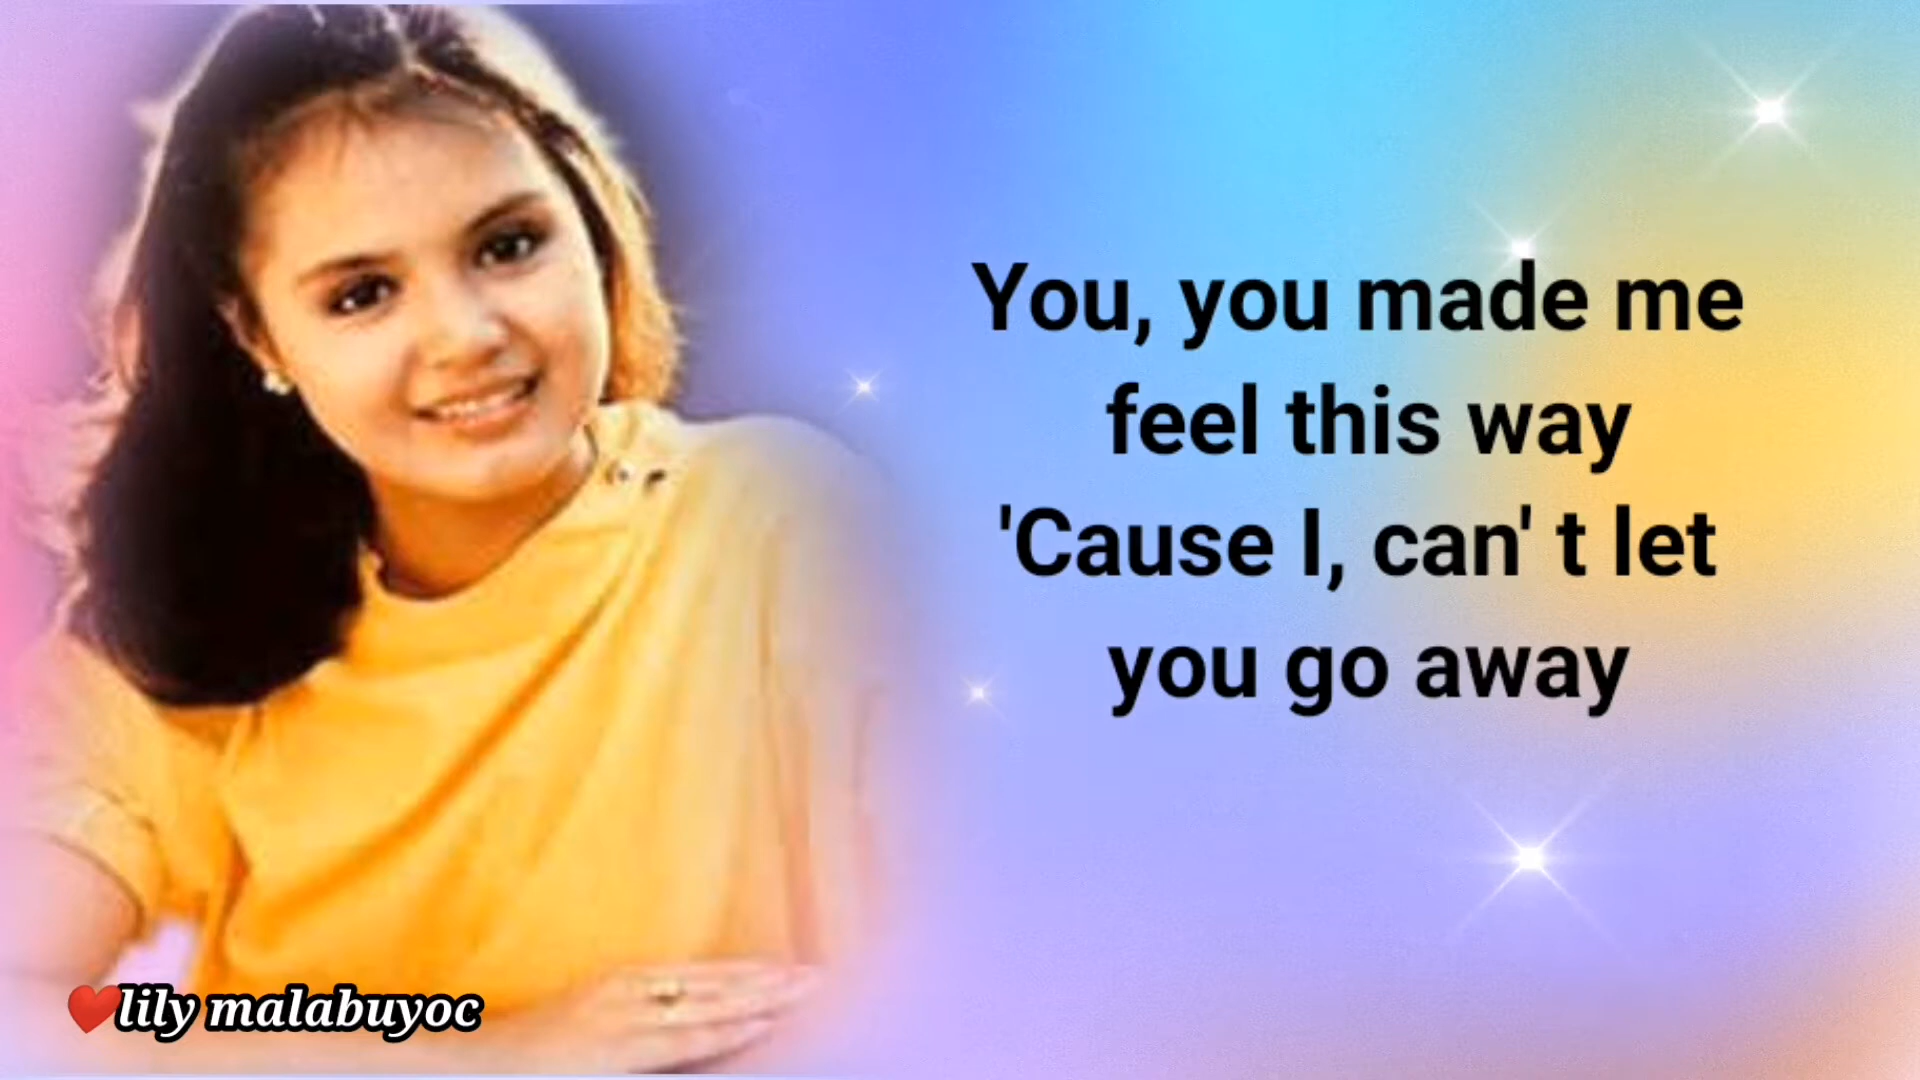 You, you made me
feel this way
'Cause I, can' t let
you go away
❤️lily malabuyoc